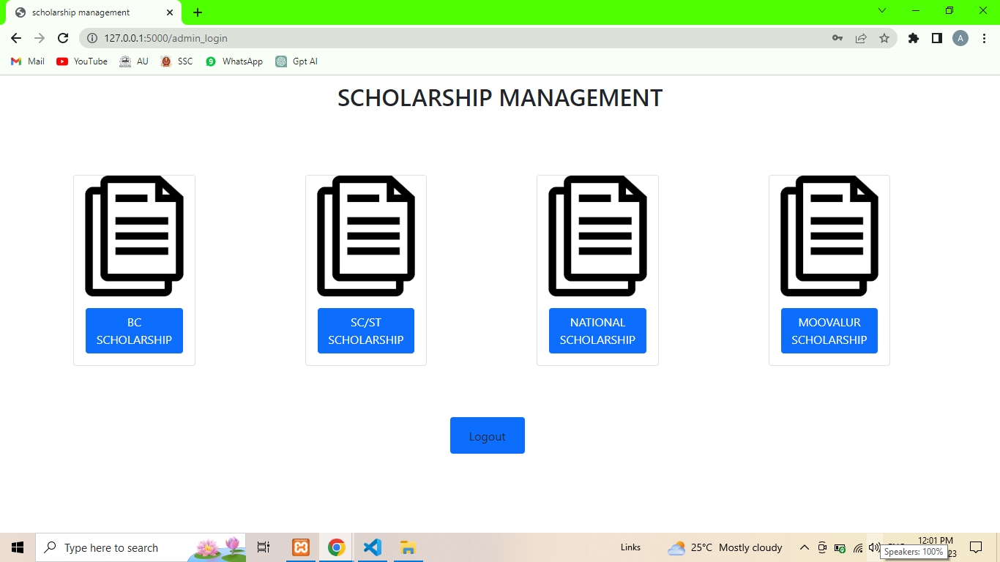 scholarship management
127.0.0.1:5000/admin_login
A
Mail YouTube AU SSC 9 WhatsApp Gpt AI
SCHOLARSHIP MANAGEMENT
BC
SCHOLARSHIP
SC/ST
SCHOLARSHIP
NATIONAL
SCHOLARSHIP
MOOVALUR
SCHOLARSHIP
Logout
Type here to search
Links
25°C Mostly cloudy
12:01 PM
23
Speakers: 100%